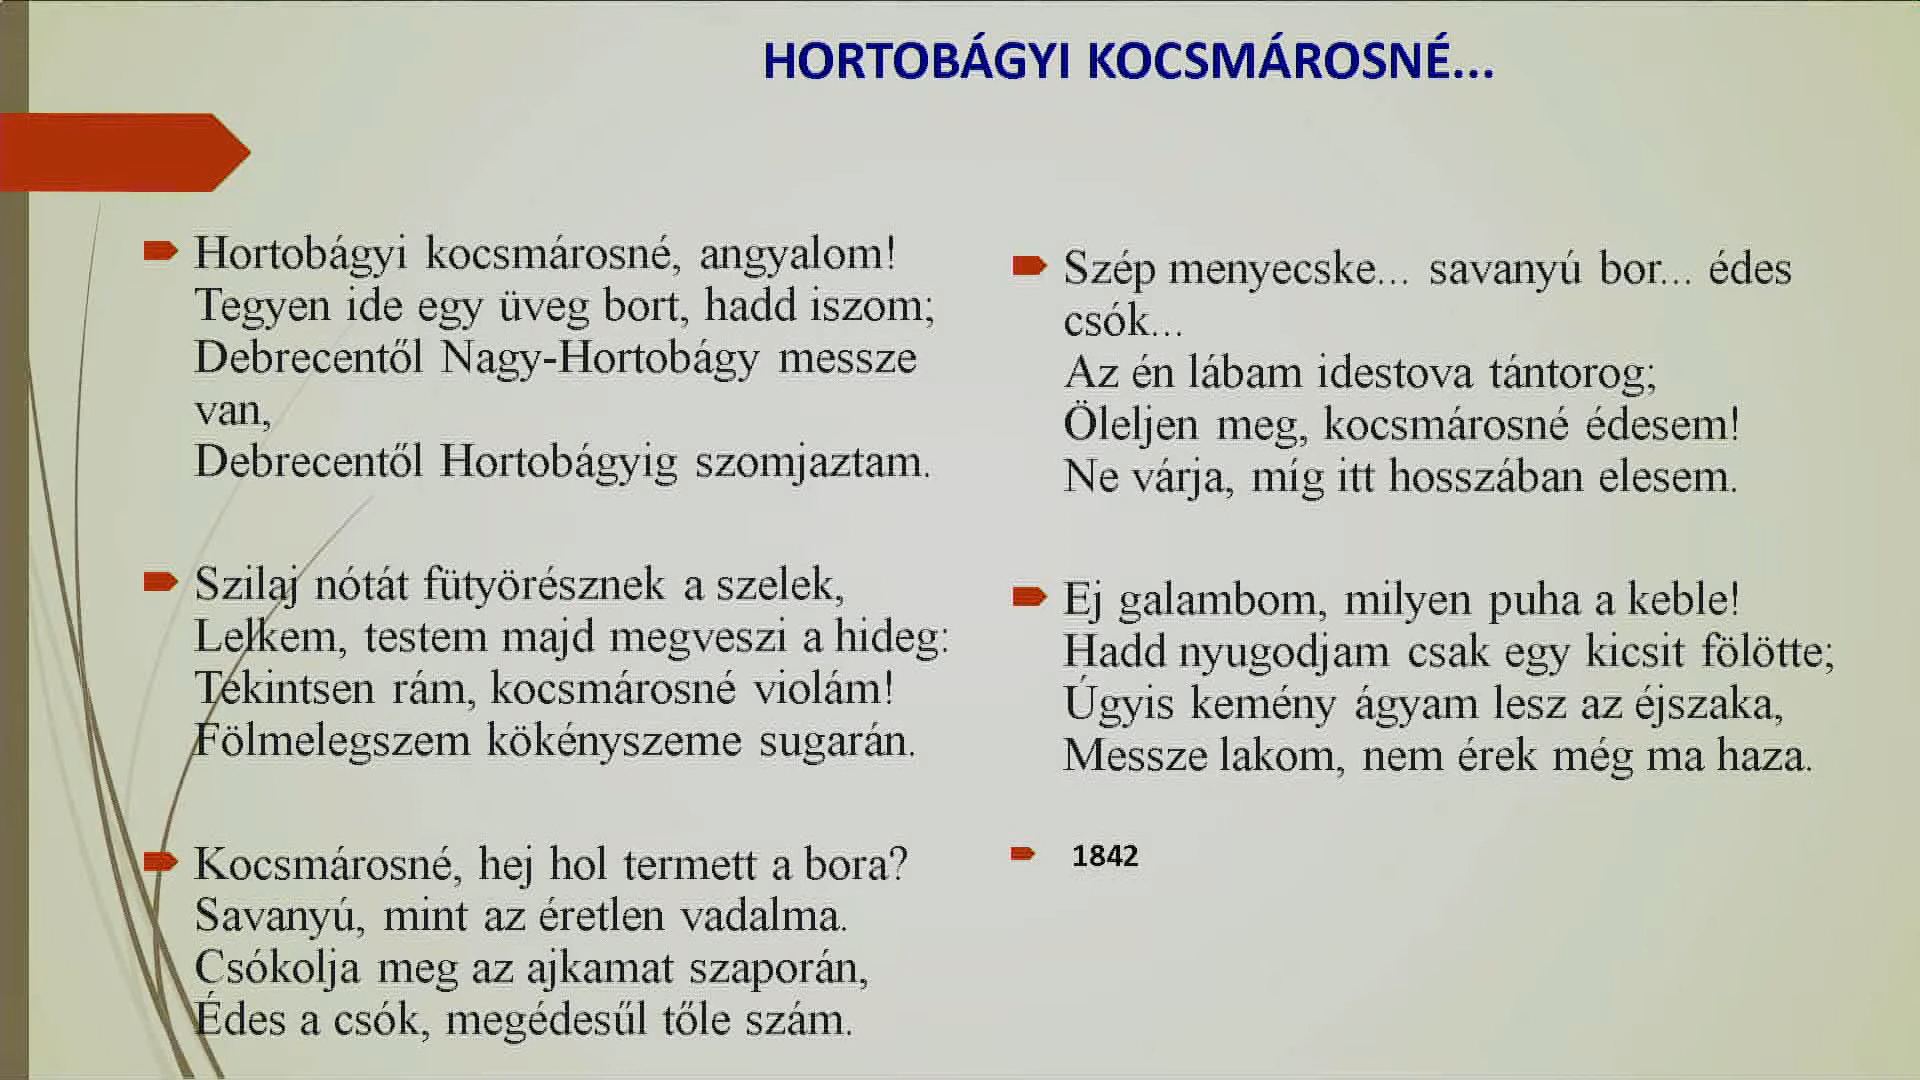 HORTOBÁGYI KOCSMÁROSNÉ...
Hortobágyi kocsmárosné, angyalom!
Tegyen ide egy üveg bort, hadd iszom;
Debrecentől Nagy-Hortobágy messze
van,
Debrecentől Hortobágyig szomjaztam.
Szilaj nótát fütyörésznek a szelek,
Lelkem, testem majd megveszi a hideg:
Tekintsen rám, kocsmárosné violám!
Fölmelegszem kökényszeme sugarán.
Kocsmárosné, hej hol termett a bora?
Savanyú, mint az éretlen vadalma.
Csókolja meg az ajkamat szaporán,
Édes a csók, megédesűl tőle szám.
Szép menyecske... savanyú bor... édes
csók...
Az én lábam idestova tántorog;
Öleljen meg, kocsmárosné édesem!
Ne várja, míg itt hosszában elesem.
Ej galambom, milyen puha a keble!
Hadd nyugodjam csak egy kicsit fölötte;
Úgyis kemény ágyam lesz az éjszaka,
Messze lakom, nem érek még ma haza.
1842